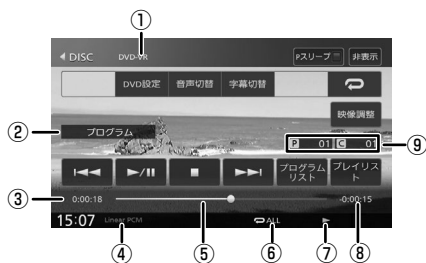 ①
◀ DISC DVD-VR Pスリープ 非表示
DVD設定 音声切替 字幕切替
映像調整
② プログラム
P 01 C 01 ⑨
プログラムリスト プレイリスト
③ 0:00:18 -0:00:15
15:07 Linear PCM ALL
④ ⑤ ⑥ ⑦ ⑧